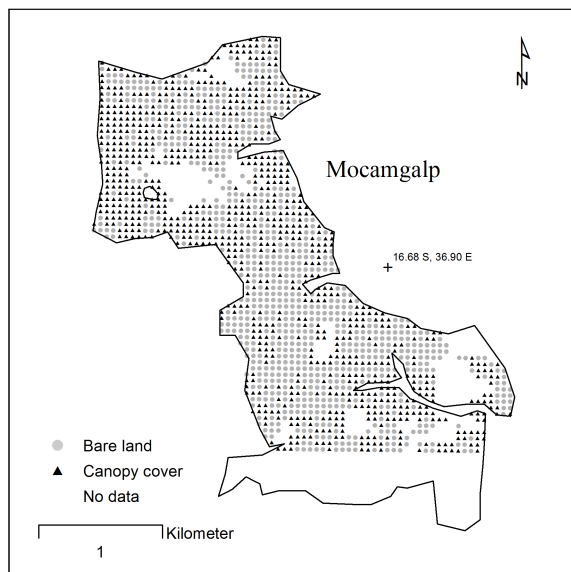 N
Mocamgalp
16.68 S, 36.90 E
Bare land
Canopy cover
No data
Kilometer
1